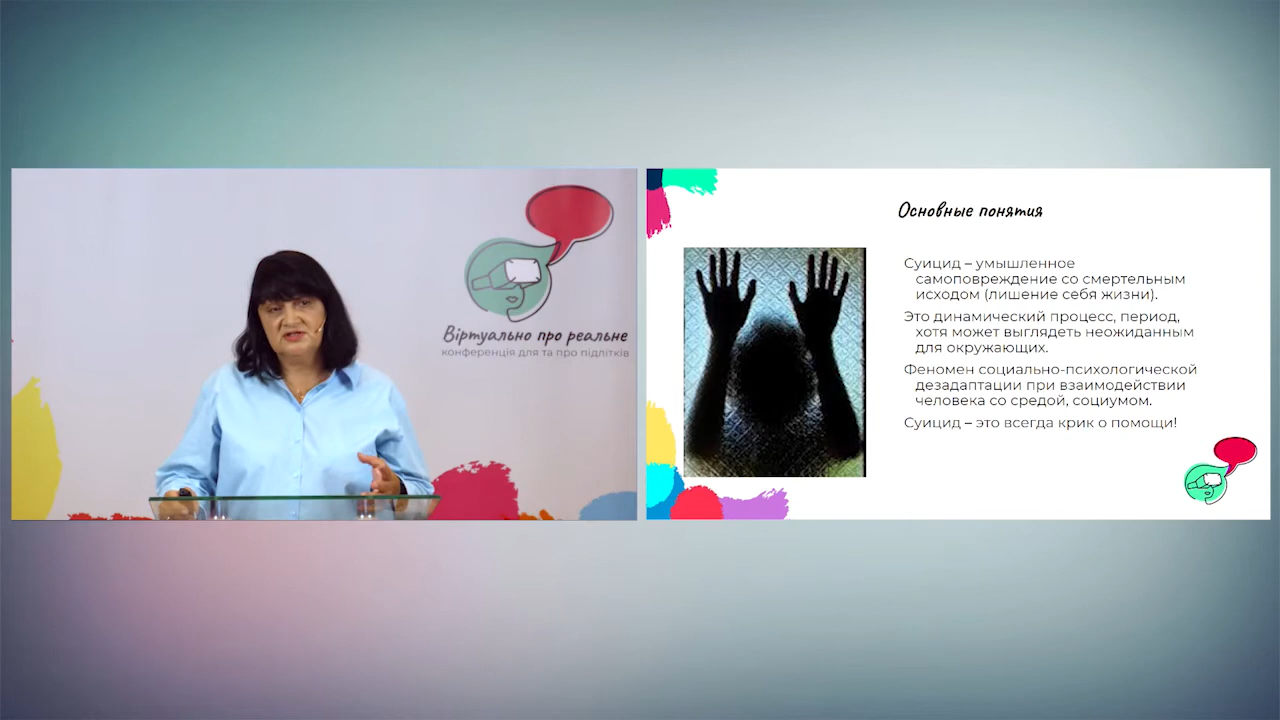 Віртуально про реальне
конференція для та про підлітків
Основные понятия
Суицид – умышленное
самоповреждение со смертельным
исходом (лишение себя жизни).
Это динамический процесс, период,
хотя может выглядеть неожиданным
для окружающих.
Феномен социально-психологической
дезадаптации при взаимодействии
человека со средой, социумом.
Суицид – это всегда крик о помощи!